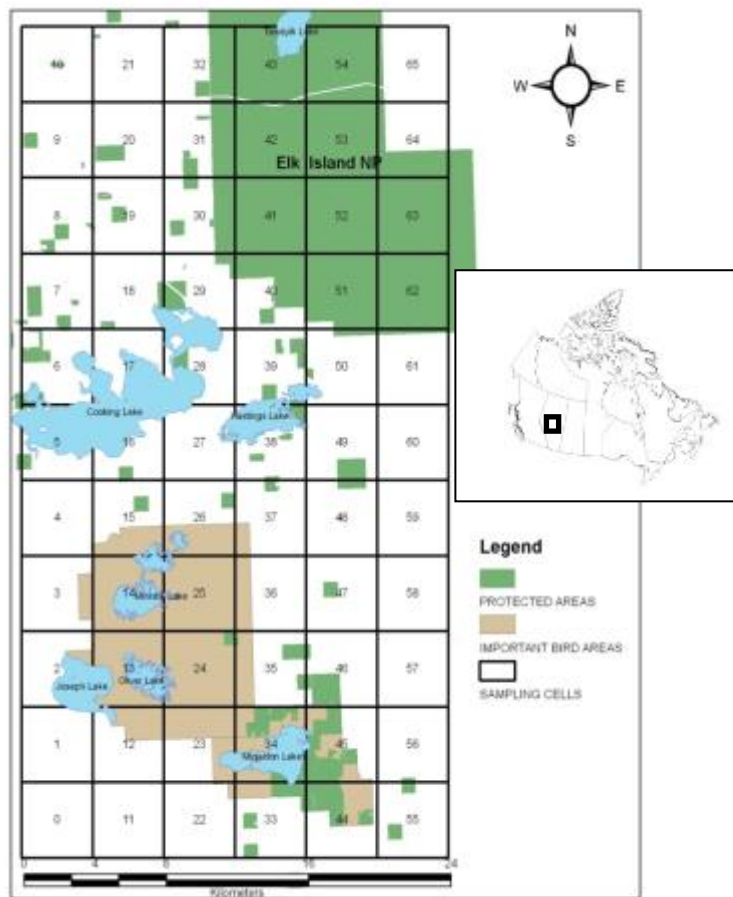 N
W E
S
Lake
21 32 43 54 65
9 20 31 42 53 64
Elk Island NP
8 19 30 41 52 63
7 18 29 40 51 62
6 17 28 39 50 61
Cooking Lake Hastings Lake
5 16 27 38 49 60
4 15 26 37 48 59
3 14 25 36 47 58
Lake
2 13 24 35 46 57
Joseph Lake Oliver Lake
1 12 23 34 45 56
Miquelon Lake
0 11 22 33 44 55
0 4 8 16 24
Kilometers
Legend
PROTECTED AREAS
IMPORTANT BIRD AREAS
SAMPLING CELLS